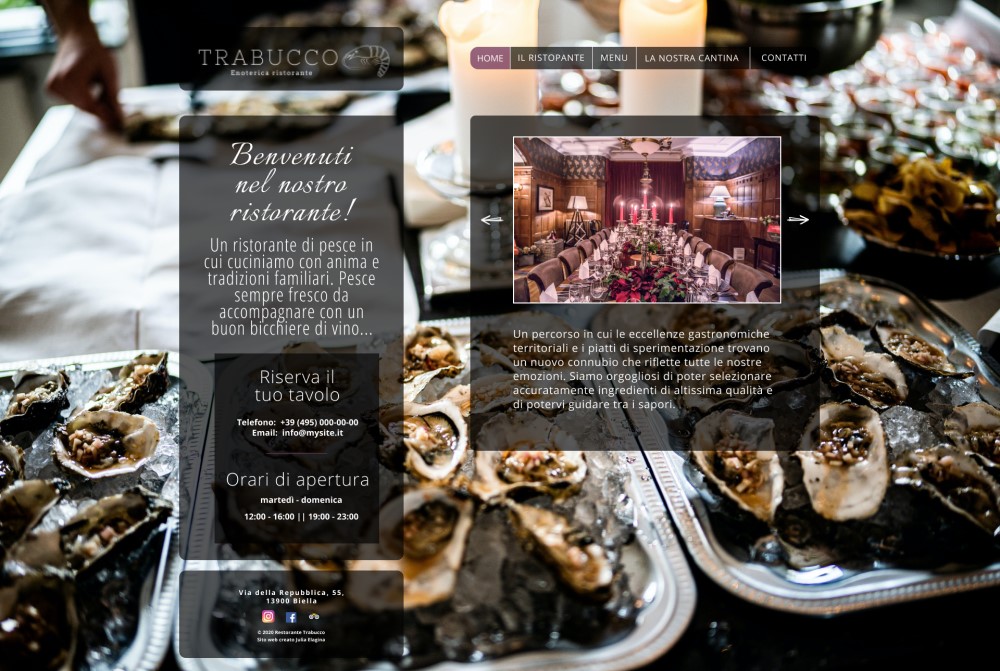 TRABUCCO
Enoterica ristorante
HOME
IL RISTOPANTE
MENU
LA NOSTRA CANTINA
CONTATTI
Benvenuti
nel nostro
ristorante!
Un ristorante di pesce in
cui cuciniamo con anima e
tradizioni familiari. Pesce
sempre fresco da
accompagnare con un
buon bicchiere di vino...
Riserva il
tuo tavolo
Telefono: +39 (495) 000-00-00
Email: info@mysite.it
Orari di apertura
martedì - domenica
12:00 - 16:00 || 19:00 - 23:00
Via della Repubblica, 55,
13900 Biella
© 2020 Restorante Trabucco
Sito web creato Julia Elagina
Un percorso in cui le eccellenze gastronomiche
territoriali e i piatti di sperimentazione trovano
un nuovo connubio che riflette tutte le nostre
emozioni. Siamo orgogliosi di poter selezionare
accuratamente ingredienti di altissima qualità e
di potervi guidare tra i sapori.